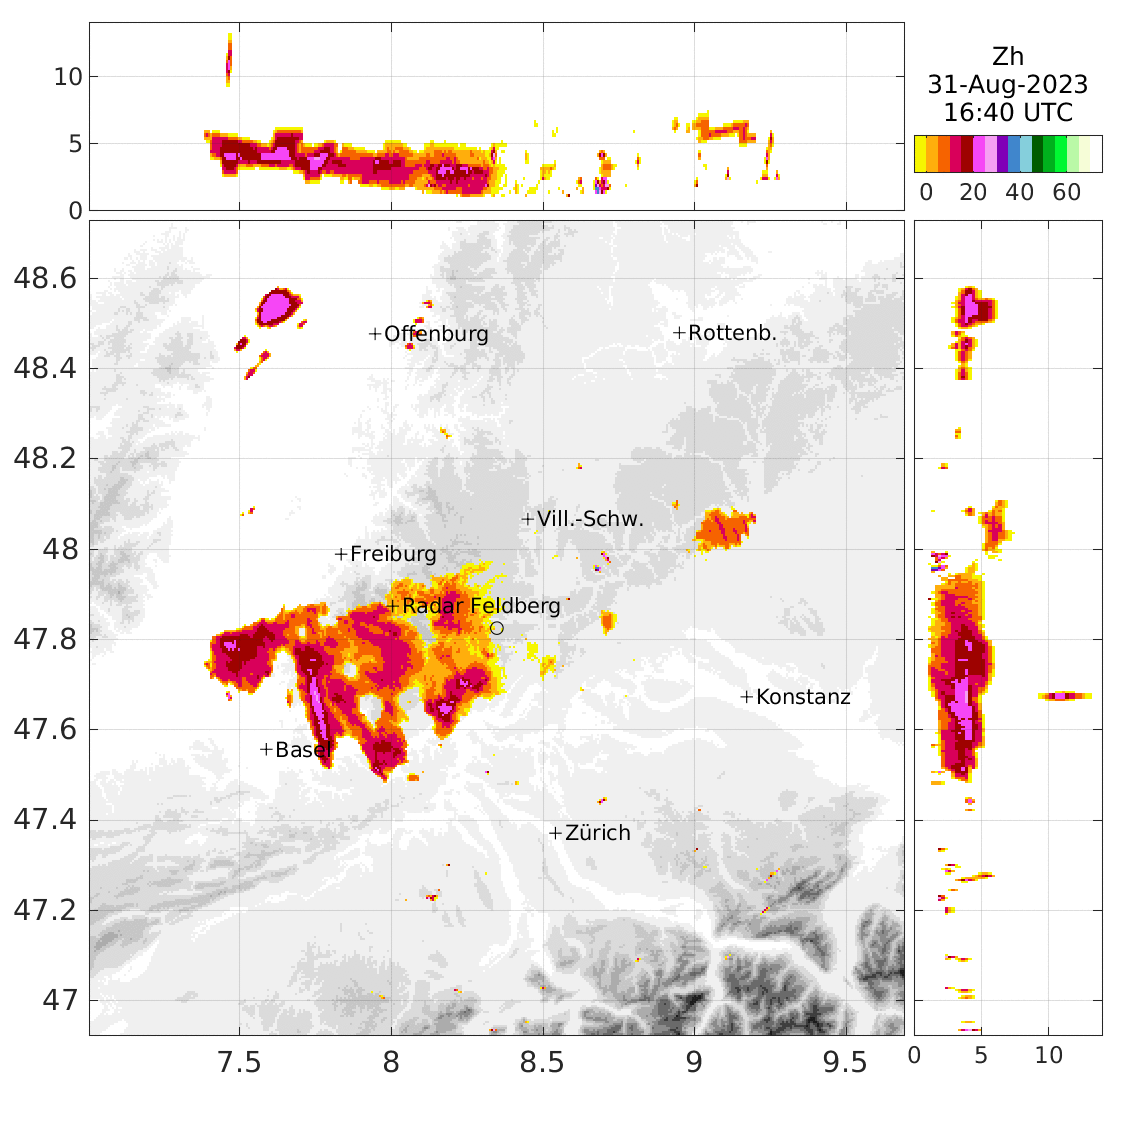 Zh
31-Aug-2023
16:40 UTC
10
5
0
0 20 40 60
48.6
48.4
48.2
48
47.8
47.6
47.4
47.2
47
+Offenburg
+Rottenb.
+Vill.-Schw.
+Freiburg
+Radar Feldberg
+Konstanz
+Basel
+Zürich
7.5 8 8.5 9 9.5
0 5 10